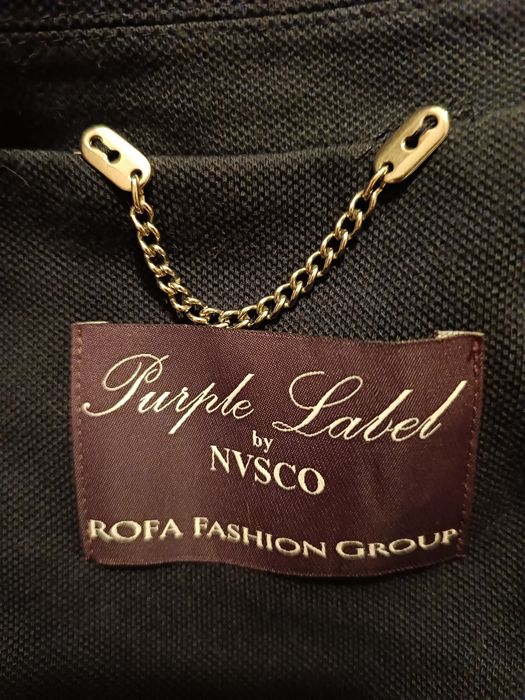 Purple Label
by
NVSCO
ROFA FASHION GROUP